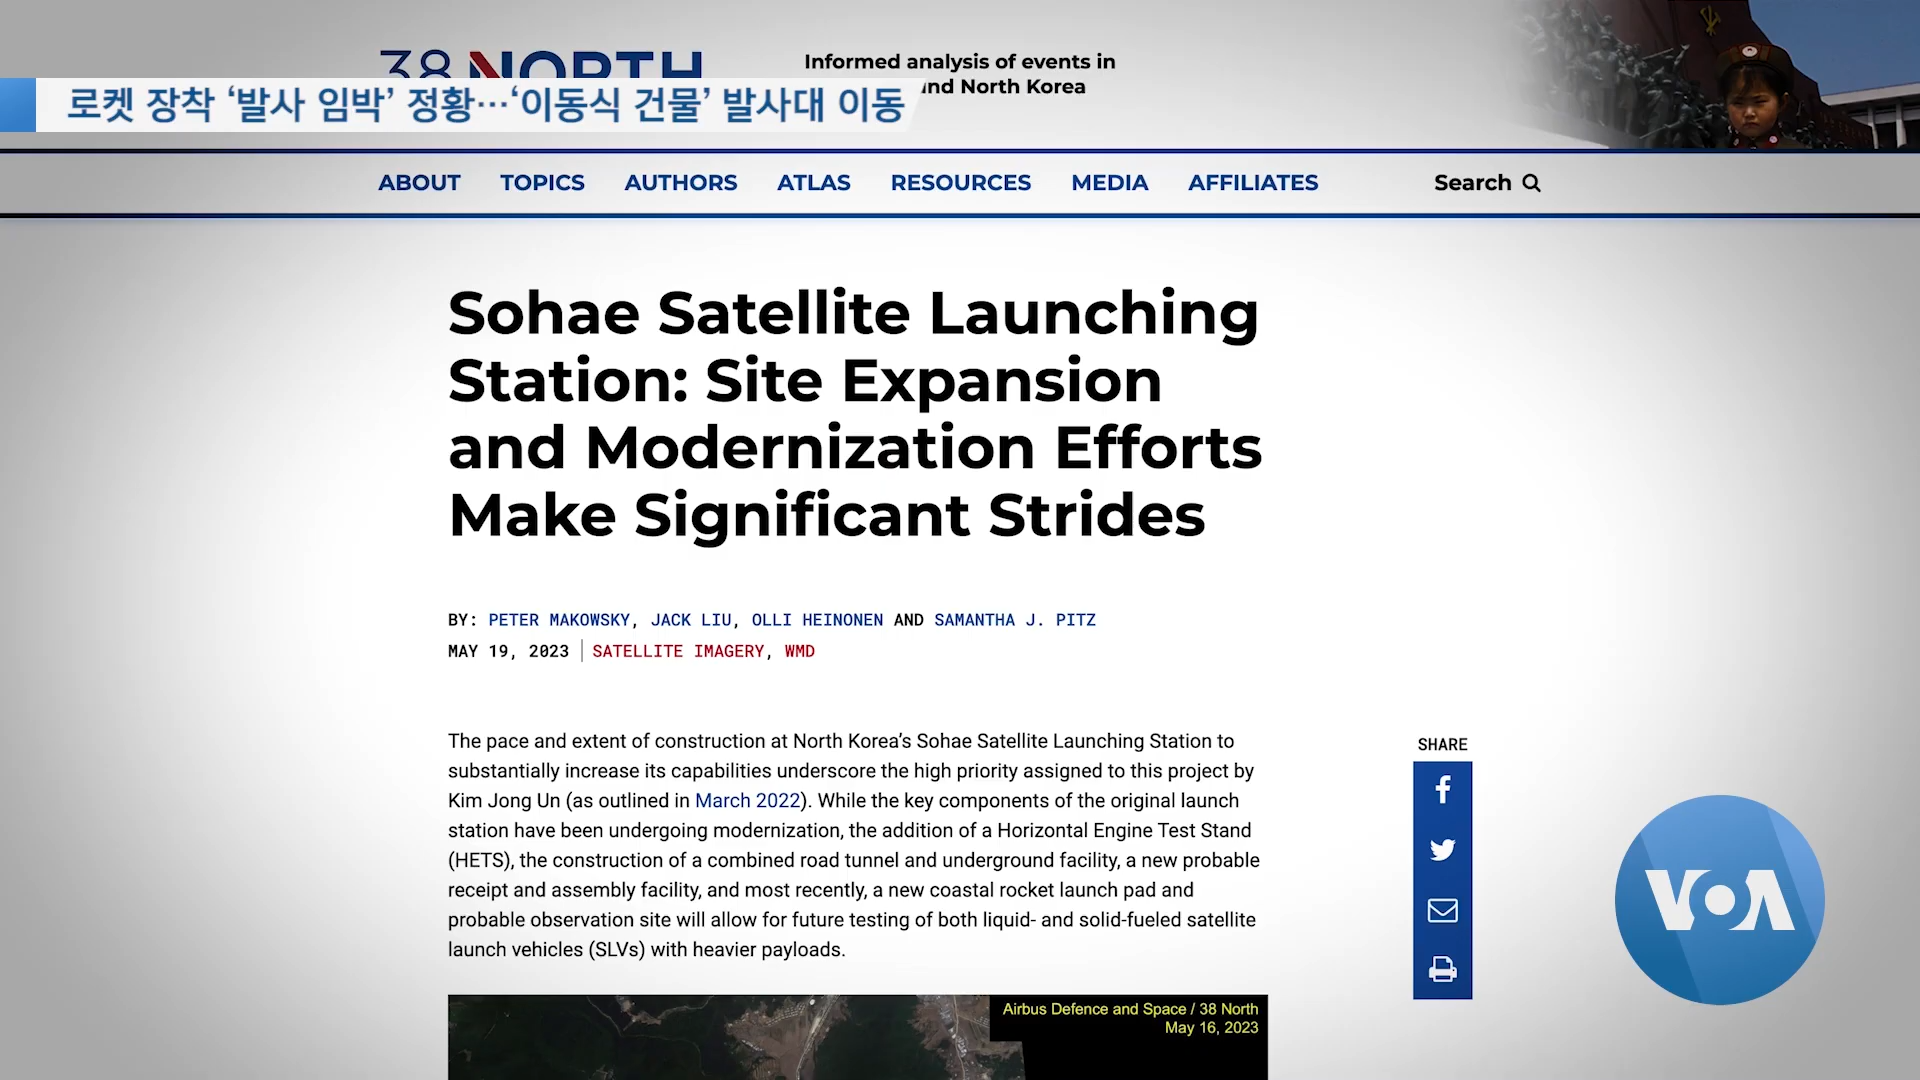 38 NORTH
Informed analysis of events in
and North Korea
로켓 장착 ‘발사 임박’ 정황…‘이동식 건물’ 발사대 이동
ABOUT TOPICS AUTHORS ATLAS RESOURCES MEDIA AFFILIATES Search
Sohae Satellite Launching
Station: Site Expansion
and Modernization Efforts
Make Significant Strides
BY: PETER MAKOWSKY, JACK LIU, OLLI HEINONEN AND SAMANTHA J. PITZ
MAY 19, 2023 | SATELLITE IMAGERY, WMD
The pace and extent of construction at North Korea’s Sohae Satellite Launching Station to
substantially increase its capabilities underscore the high priority assigned to this project by
Kim Jong Un (as outlined in March 2022). While the key components of the original launch
station have been undergoing modernization, the addition of a Horizontal Engine Test Stand
(HETS), the construction of a combined road tunnel and underground facility, a new probable
receipt and assembly facility, and most recently, a new coastal rocket launch pad and
probable observation site will allow for future testing of both liquid- and solid-fueled satellite
launch vehicles (SLVs) with heavier payloads.
SHARE
VOA
Airbus Defence and Space / 38 North
May 16, 2023